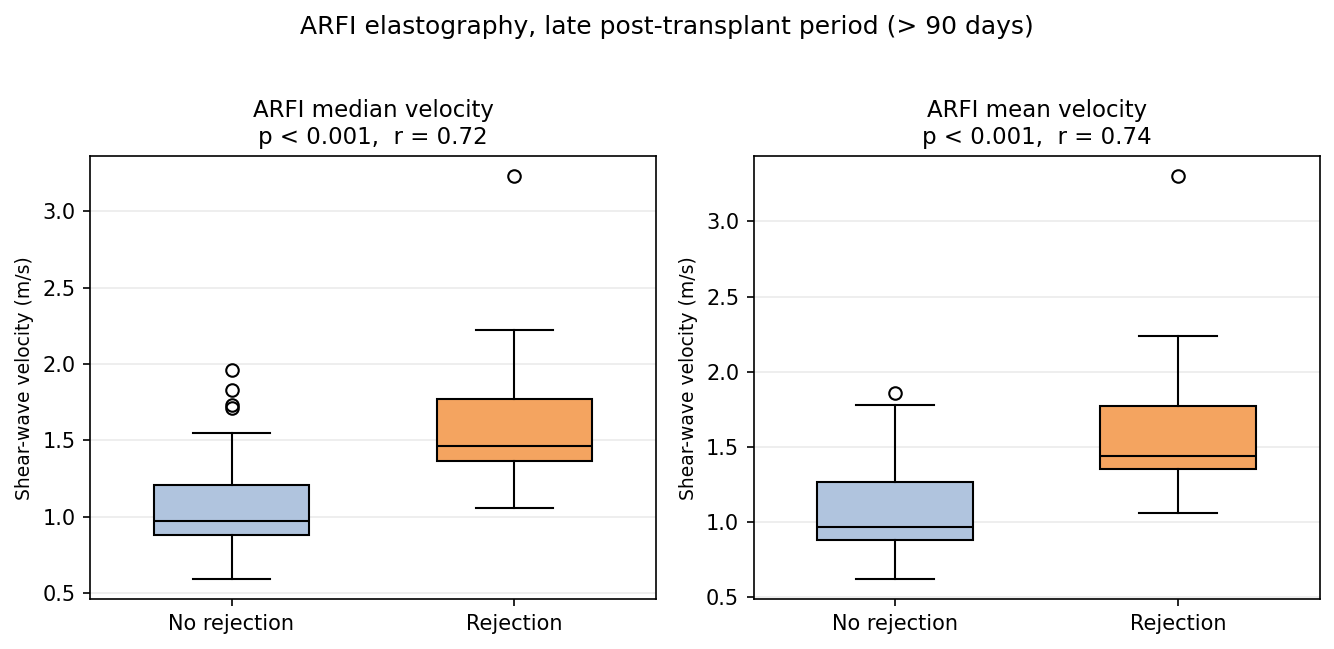 ARFI elastography, late post-transplant period (> 90 days)
ARFI median velocity
p < 0.001,  r = 0.72
Shear-wave velocity (m/s)
3.0
2.5
2.0
1.5
1.0
0.5
No rejection
Rejection
ARFI mean velocity
p < 0.001,  r = 0.74
Shear-wave velocity (m/s)
3.0
2.5
2.0
1.5
1.0
0.5
No rejection
Rejection